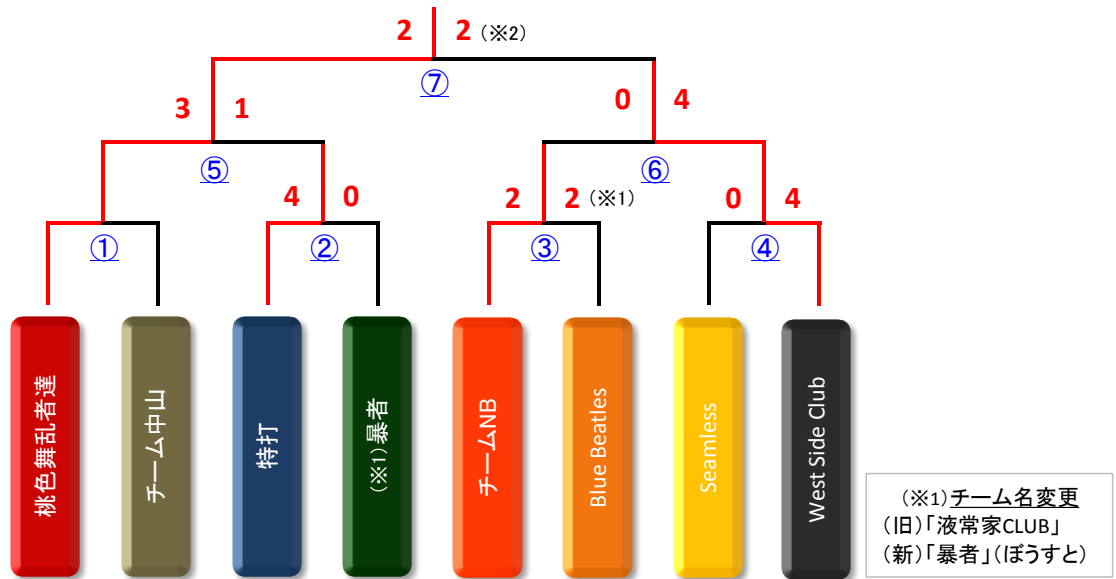 2 2 (※2)
⑦
3 1
0 4
⑤
⑥
4 0
2 2 (※1)
0 4
①
②
③
④
桃色舞乱者達
チーム中山
特打
(※1)暴者
チームNB
Blue Beatles
Seamless
West Side Club
(※1)チーム名変更
(旧)「液常家CLUB」
(新)「暴者」(ぼうすと)